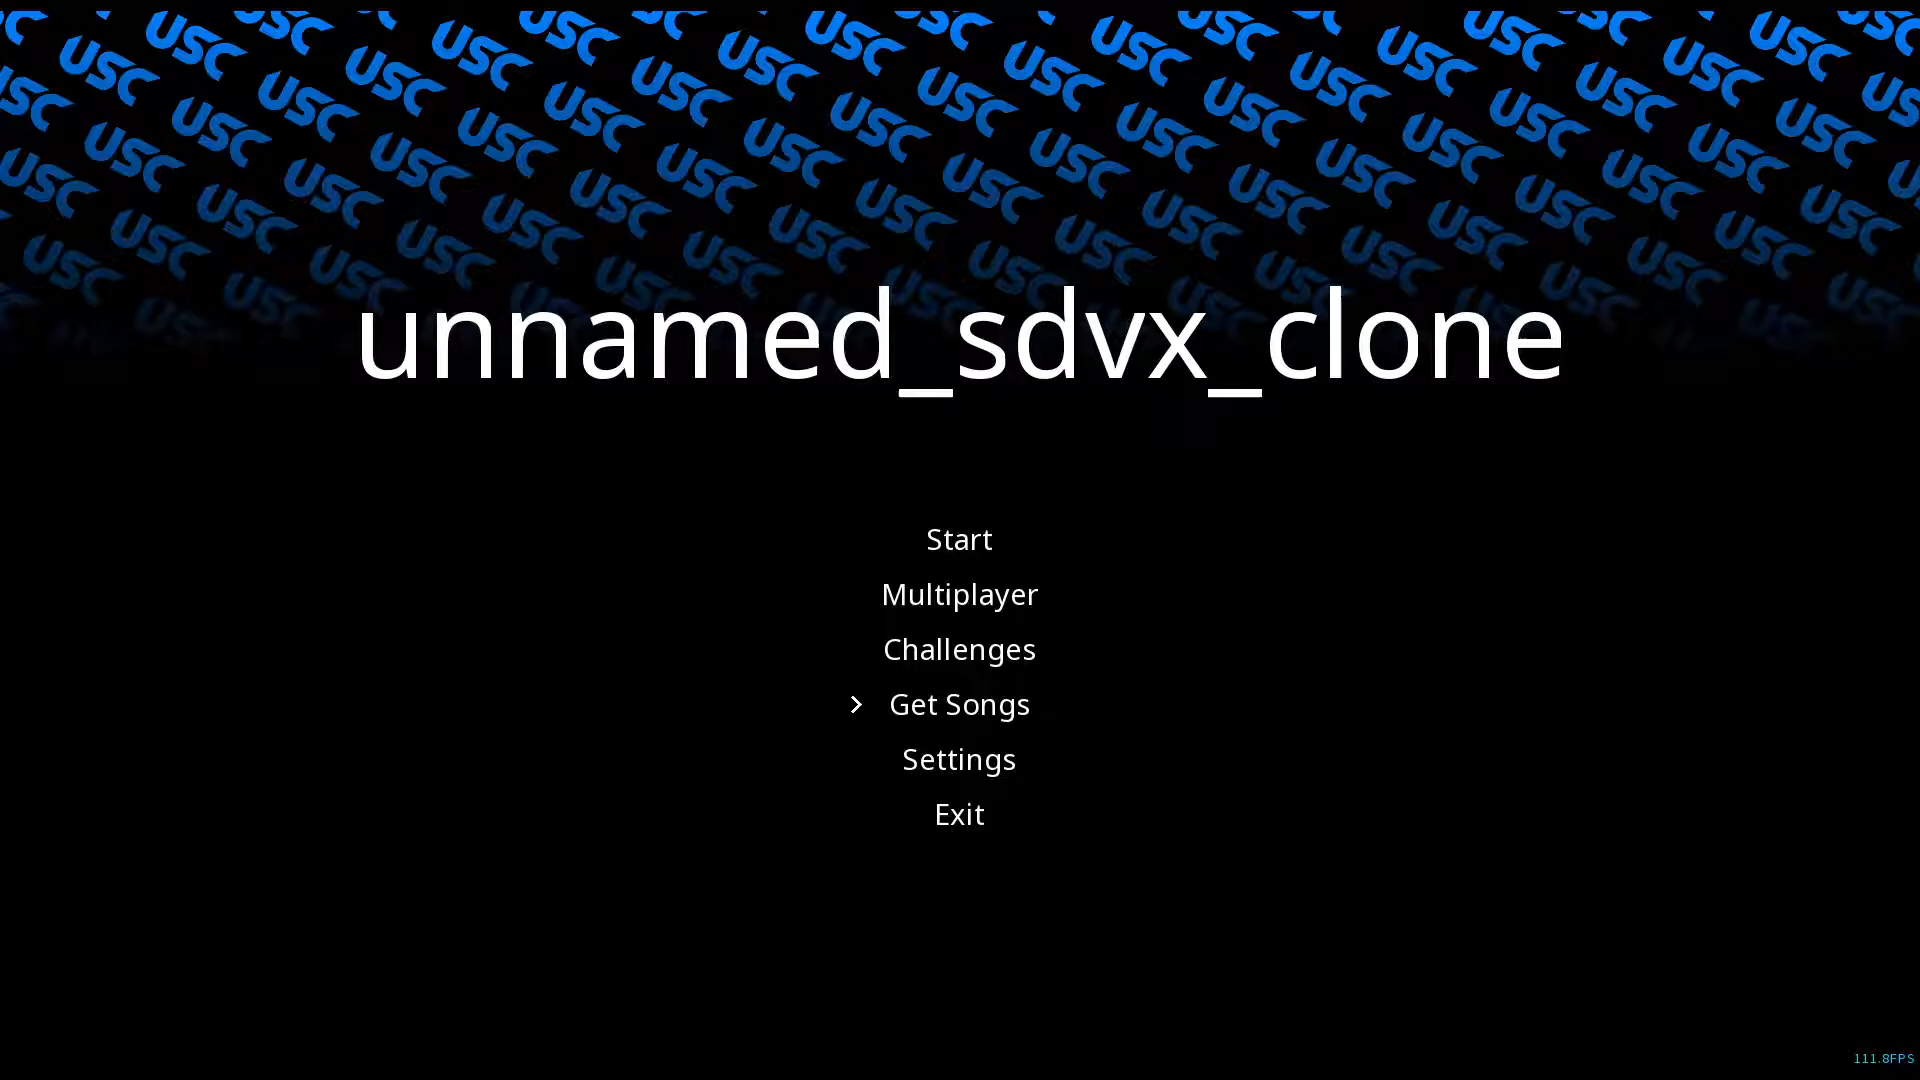 unnamed_sdvx_clone
Start
Multiplayer
Challenges
> Get Songs
Settings
Exit
111.8FPS